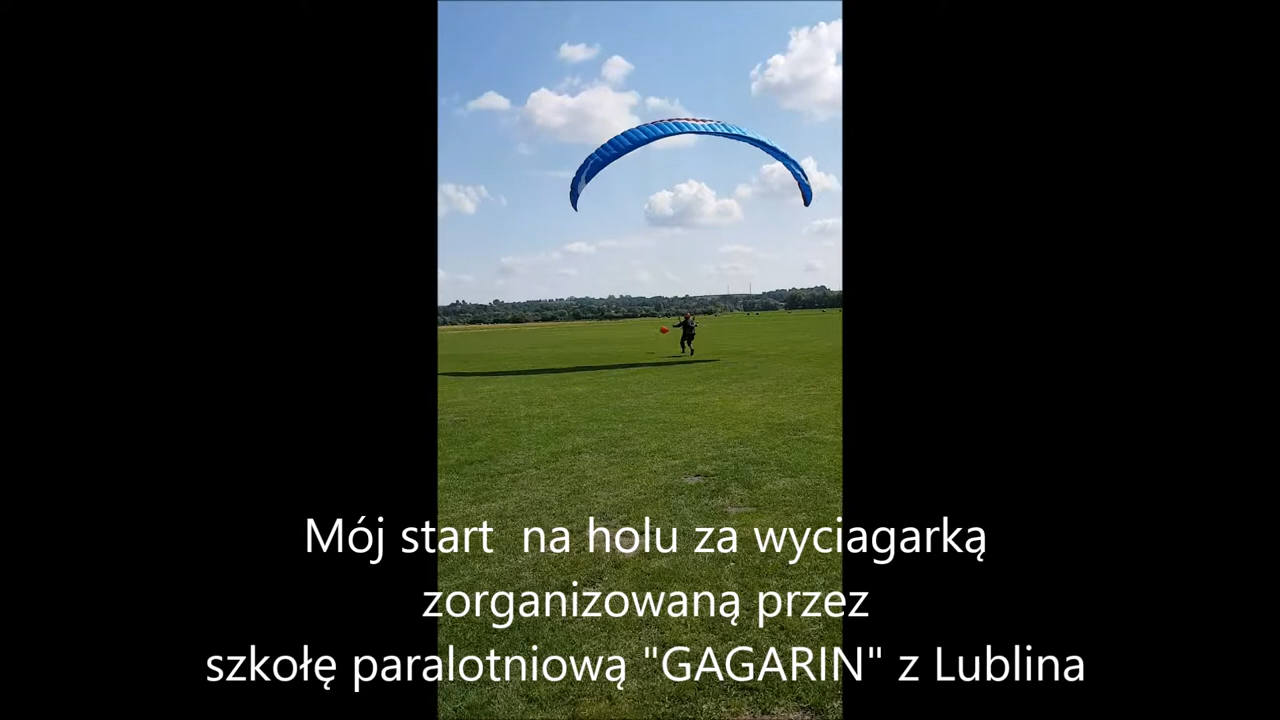 Mój start na holu za wyciagarką
zorganizowaną przez
szkołę paralotniową "GAGARIN" z Lublina